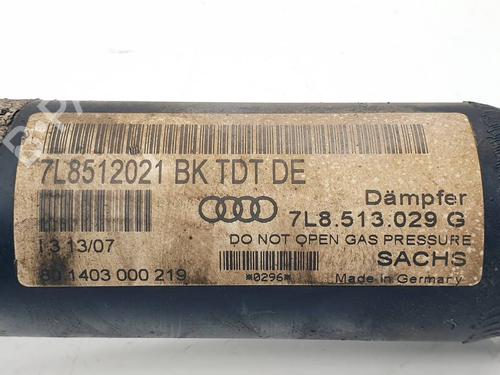 7L8512021 BK TDT DE
Dämpfer
7L8.513.029 G
13 13/07
DO NOT OPEN GAS PRESSURE
SACHS
1403 000 219
*0296*
Made in Germany